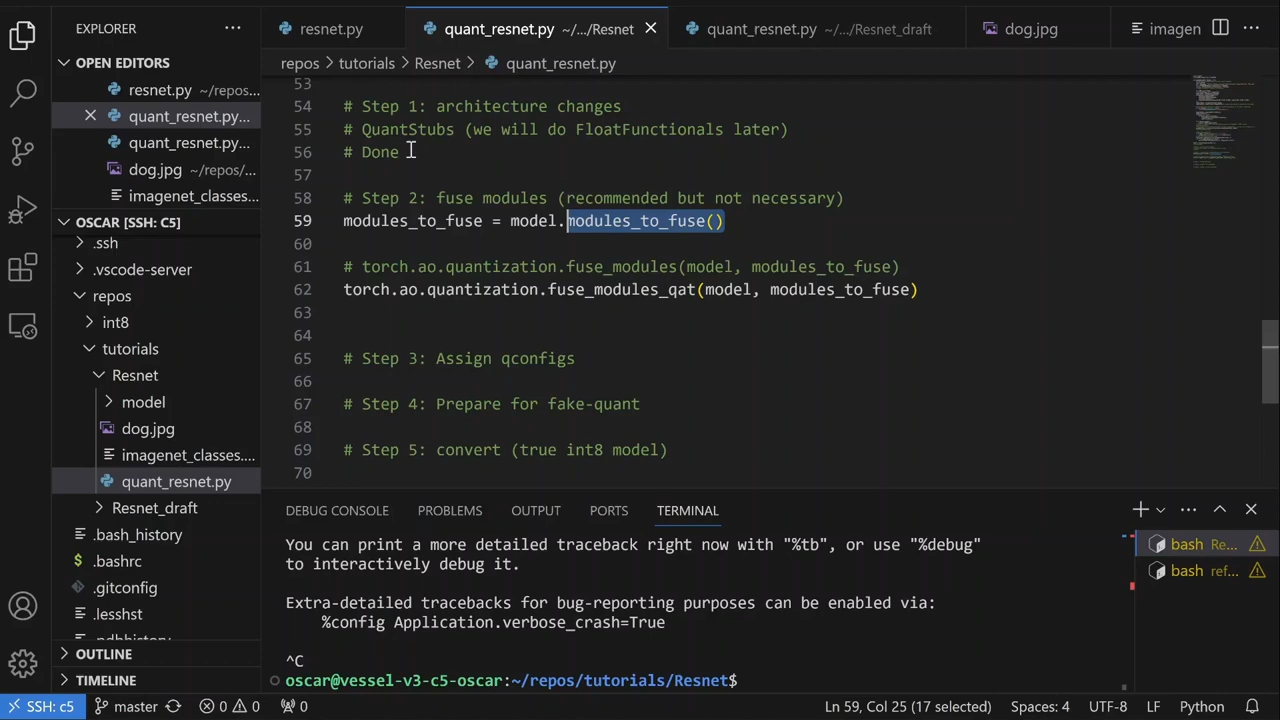 EXPLORER
OPEN EDITORS
resnet.py ~/repos...
quant_resnet.py...
quant_resnet.py...
dog.jpg ~/repos/...
imagenet_classes....
OSCAR [SSH: C5]
.ssh
.vscode-server
repos
int8
tutorials
Resnet
model
dog.jpg
imagenet_classes....
quant_resnet.py
Resnet_draft
.bash_history
.bashrc
.gitconfig
.lesshst
OUTLINE
TIMELINE
resnet.py
quant_resnet.py ~/.../Resnet
quant_resnet.py ~/.../Resnet_draft
dog.jpg
imagen
repos > tutorials > Resnet > quant_resnet.py
53
54 # Step 1: architecture changes
55 # QuantStubs (we will do FloatFunctionals later)
56 # Done
57
58 # Step 2: fuse modules (recommended but not necessary)
59 modules_to_fuse = model.modules_to_fuse()
60
61 # torch.ao.quantization.fuse_modules(model, modules_to_fuse)
62 torch.ao.quantization.fuse_modules_qat(model, modules_to_fuse)
63
64
65 # Step 3: Assign qconfigs
66
67 # Step 4: Prepare for fake-quant
68
69 # Step 5: convert (true int8 model)
70
DEBUG CONSOLE PROBLEMS OUTPUT PORTS TERMINAL
You can print a more detailed traceback right now with "%tb", or use "%debug"
to interactively debug it.
Extra-detailed tracebacks for bug-reporting purposes can be enabled via:
%config Application.verbose_crash=True
^C
oscar@vessel-v3-c5-oscar:~/repos/tutorials/Resnet$
bash Re...
bash ref...
SSH: c5 master 0 0 0 Ln 59, Col 25 (17 selected) Spaces: 4 UTF-8 LF Python